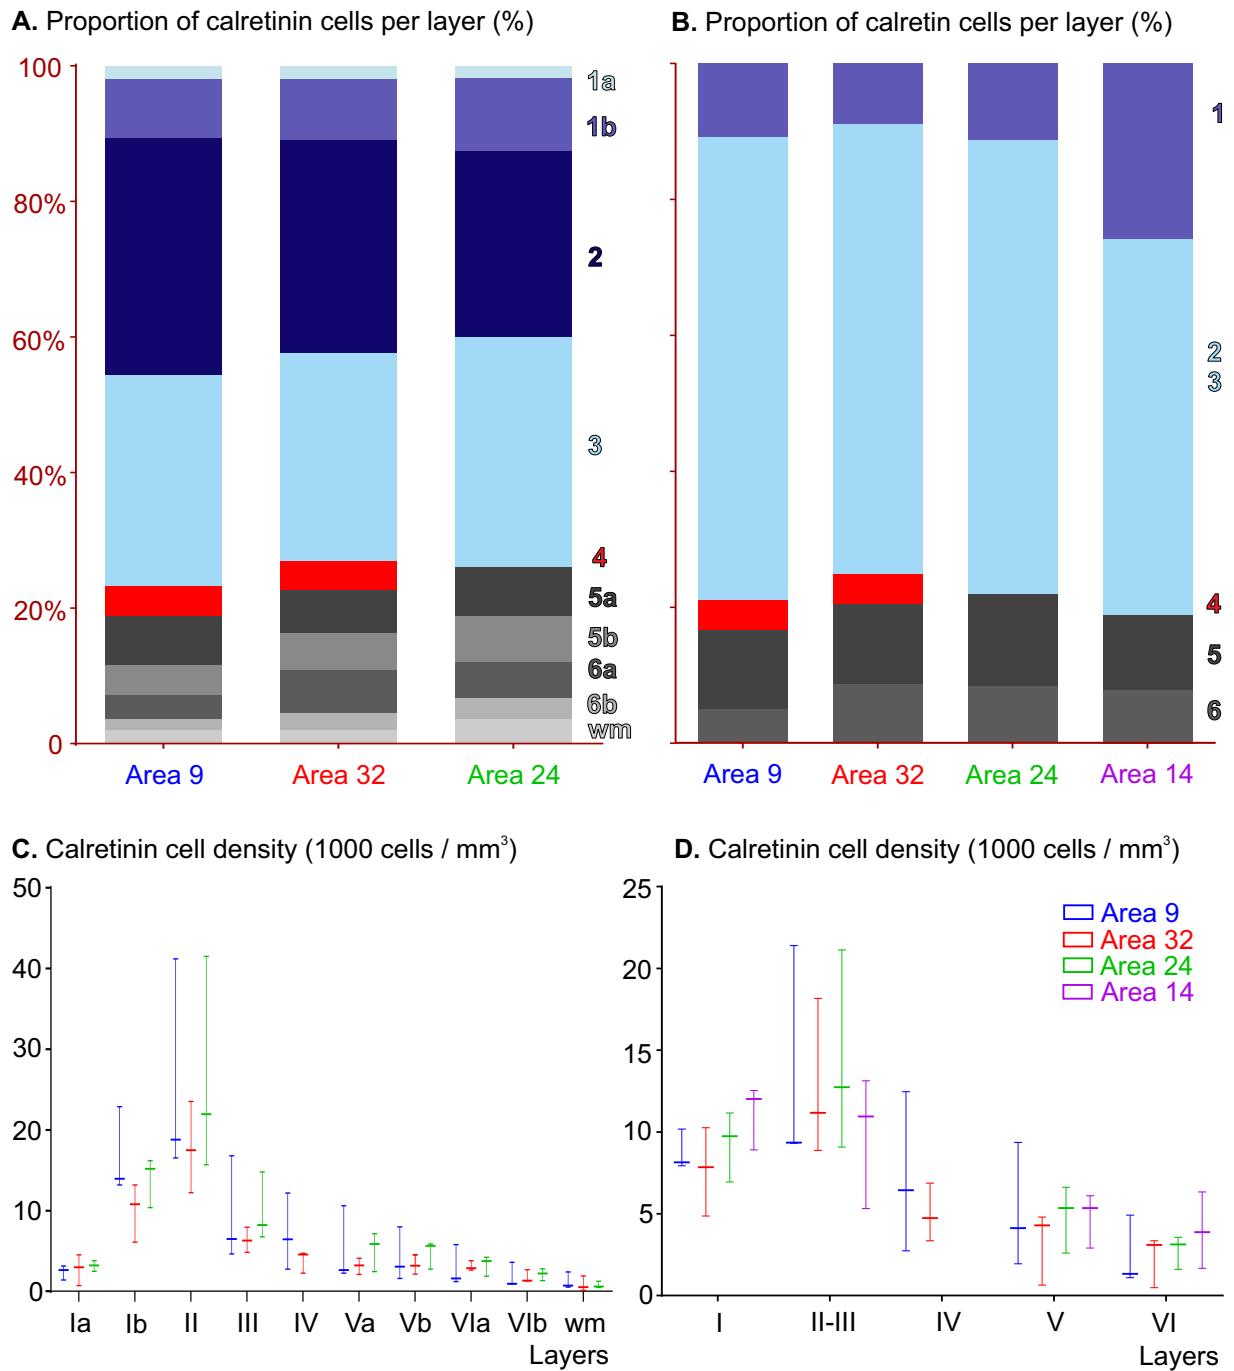 A. Proportion of calretinin cells per layer (%)
100
80%
60%
40%
20%
0
1a
1b
2
3
4
5a
5b
6a
6b
wm
Area 9
Area 32
Area 24
B. Proportion of calretin cells per layer (%)
1
2
3
4
5
6
Area 9
Area 32
Area 24
Area 14
C. Calretinin cell density (1000 cells / mm³)
50
40
30
20
10
0
Ia Ib II III IV Va Vb VIa VIb wm
Layers
D. Calretinin cell density (1000 cells / mm³)
25
20
15
10
5
0
Area 9
Area 32
Area 24
Area 14
I II-III IV V VI
Layers